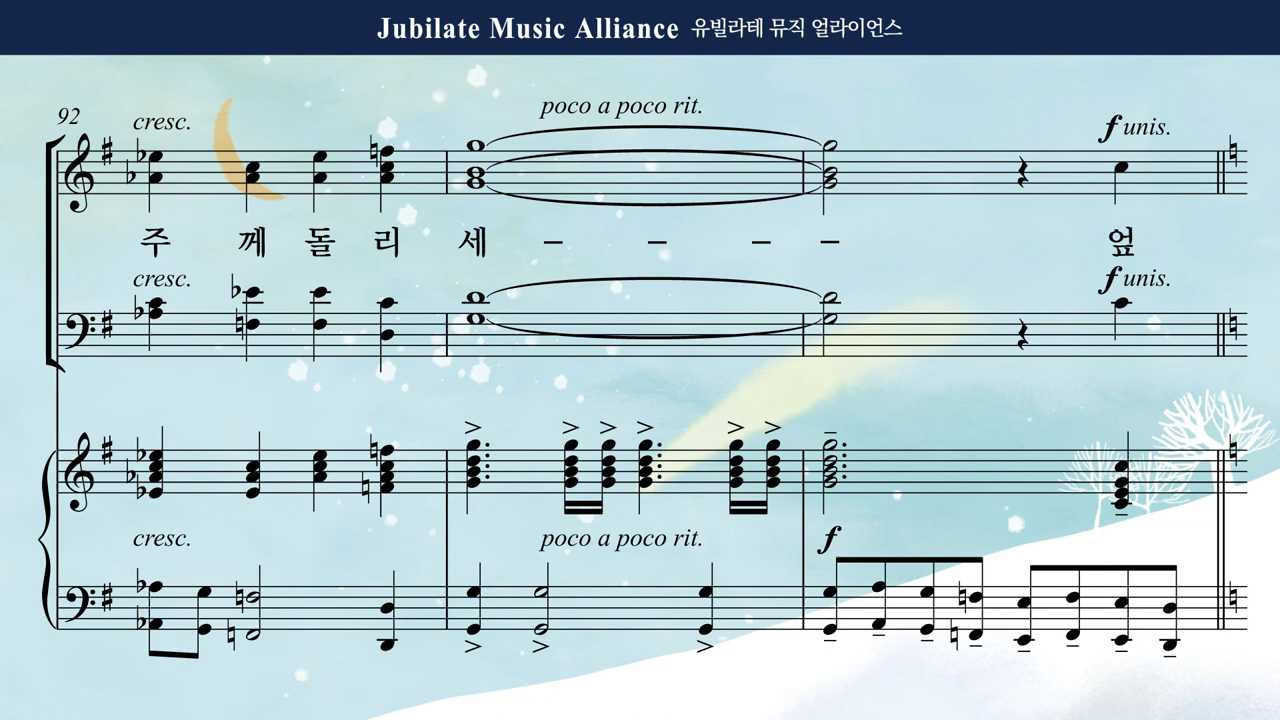 Jubilate Music Alliance 유빌라테 뮤직 얼라이언스
92
cresc.
poco a poco rit.
f unis.
주 께 돌 리 세 – – – – 엎
cresc.
f unis.
cresc.
poco a poco rit.
f